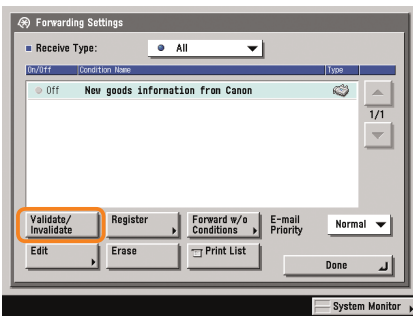 Forwarding Settings
Receive Type: All
On/Off Condition Name Type
Off New goods information from Canon
1/1
Validate/ Invalidate
Register
Forward w/o Conditions
E-mail Priority
Normal
Edit
Erase
Print List
Done
System Monitor